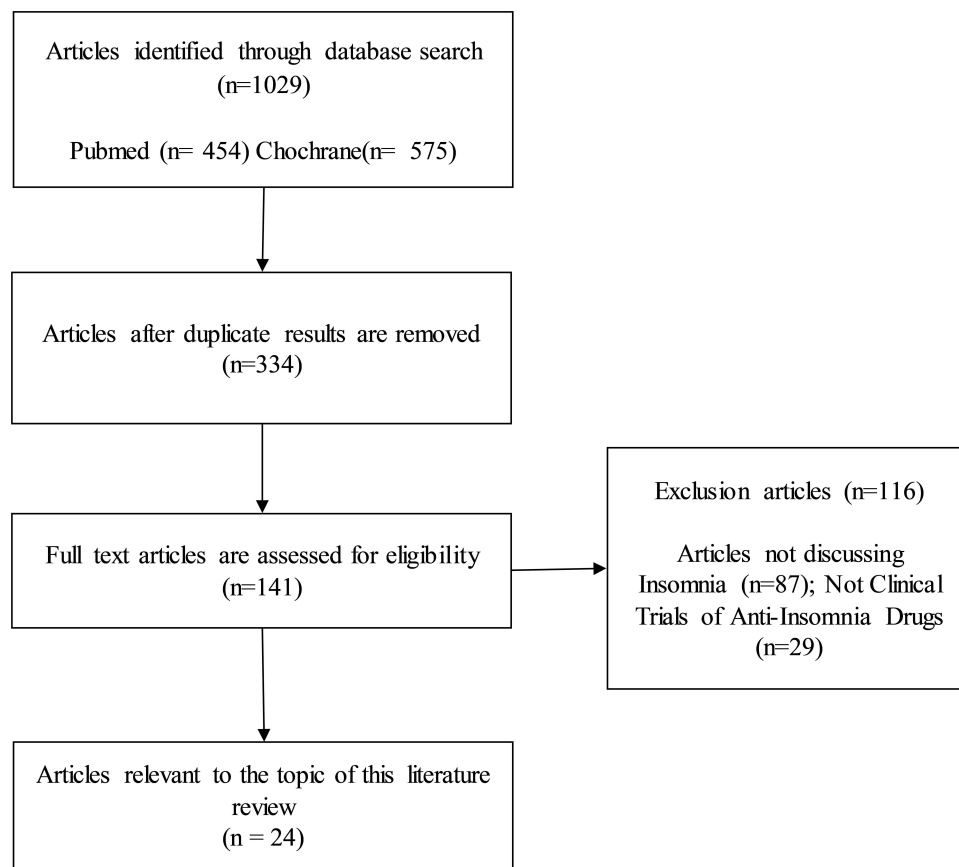 Articles identified through database search
(n=1029)
Pubmed (n= 454) Chochrane(n= 575)
Articles after duplicate results are removed
(n=334)
Full text articles are assessed for eligibility
(n=141)
Exclusion articles (n=116)
Articles not discussing
Insomnia (n=87); Not Clinical
Trials of Anti-Insomnia Drugs
(n=29)
Articles relevant to the topic of this literature
review
(n = 24)